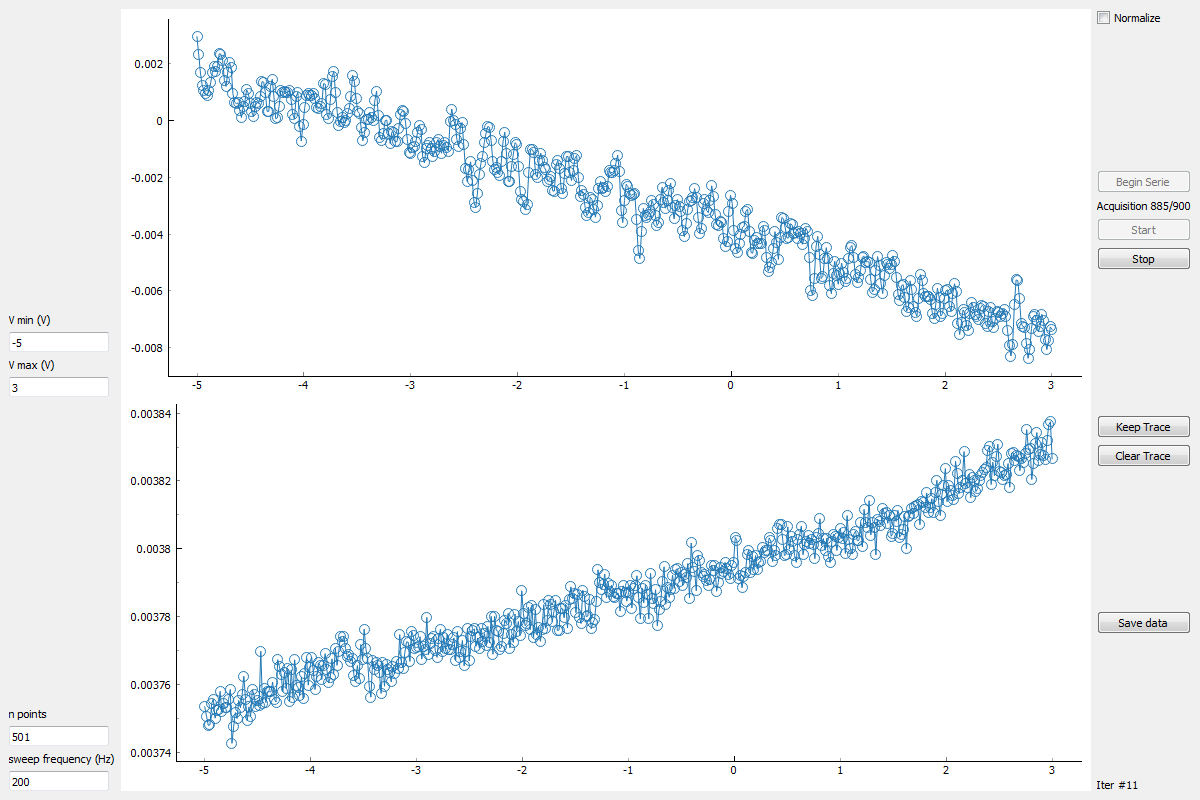 Normalize
0.002
0
-0.002
-0.004
-0.006
-0.008
-5 -4 -3 -2 -1 0 1 2 3
Begin Serie
Acquisition 885/900
Start
Stop
V min (V)
-5
V max (V)
3
0.00384
0.00382
0.0038
0.00378
0.00376
0.00374
-5 -4 -3 -2 -1 0 1 2 3
Keep Trace
Clear Trace
Save data
n points
501
sweep frequency (Hz)
200
Iter #11